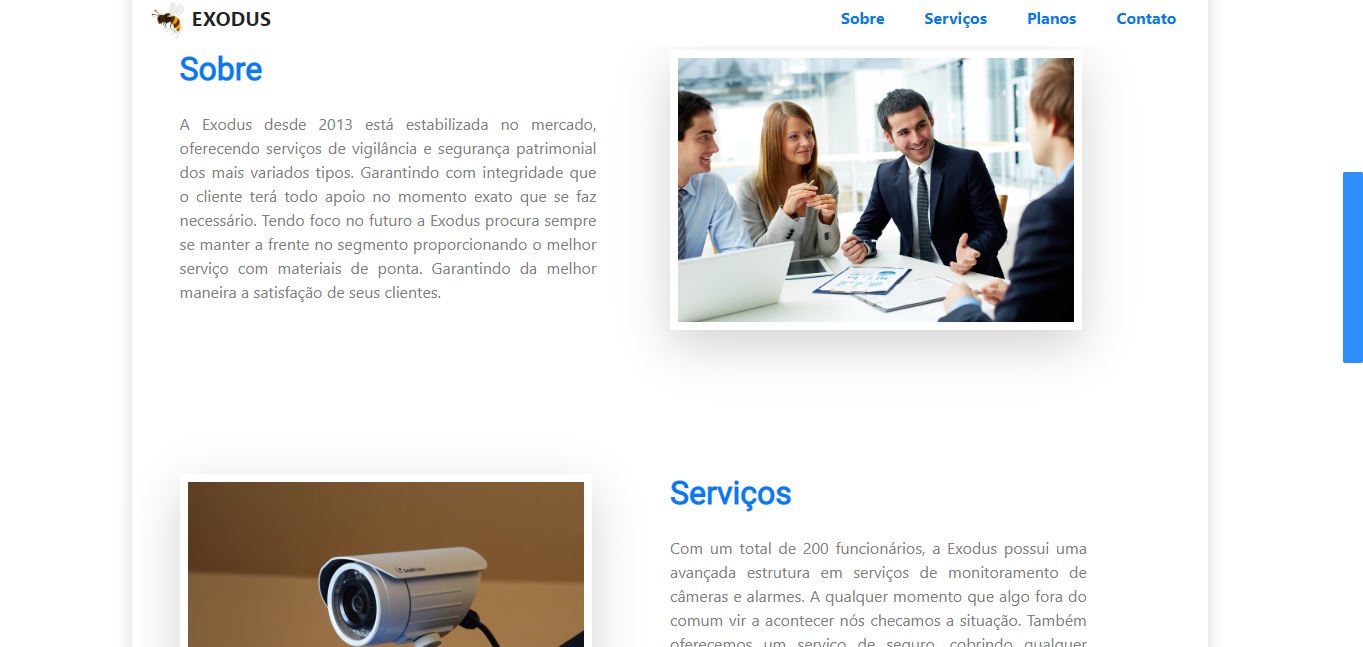 EXODUS
Sobre Serviços Planos Contato
Sobre
A Exodus desde 2013 está estabilizada no mercado,
oferecendo serviços de vigilância e segurança patrimonial
dos mais variados tipos. Garantindo com integridade que
o cliente terá todo apoio no momento exato que se faz
necessário. Tendo foco no futuro a Exodus procura sempre
se manter a frente no segmento proporcionando o melhor
serviço com materiais de ponta. Garantindo da melhor
maneira a satisfação de seus clientes.
Serviços
Com um total de 200 funcionários, a Exodus possui uma
avançada estrutura em serviços de monitoramento de
câmeras e alarmes. A qualquer momento que algo fora do
comum vir a acontecer nós checamos a situação. Também
oferecemos um serviço de seguro, cobrindo qualquer